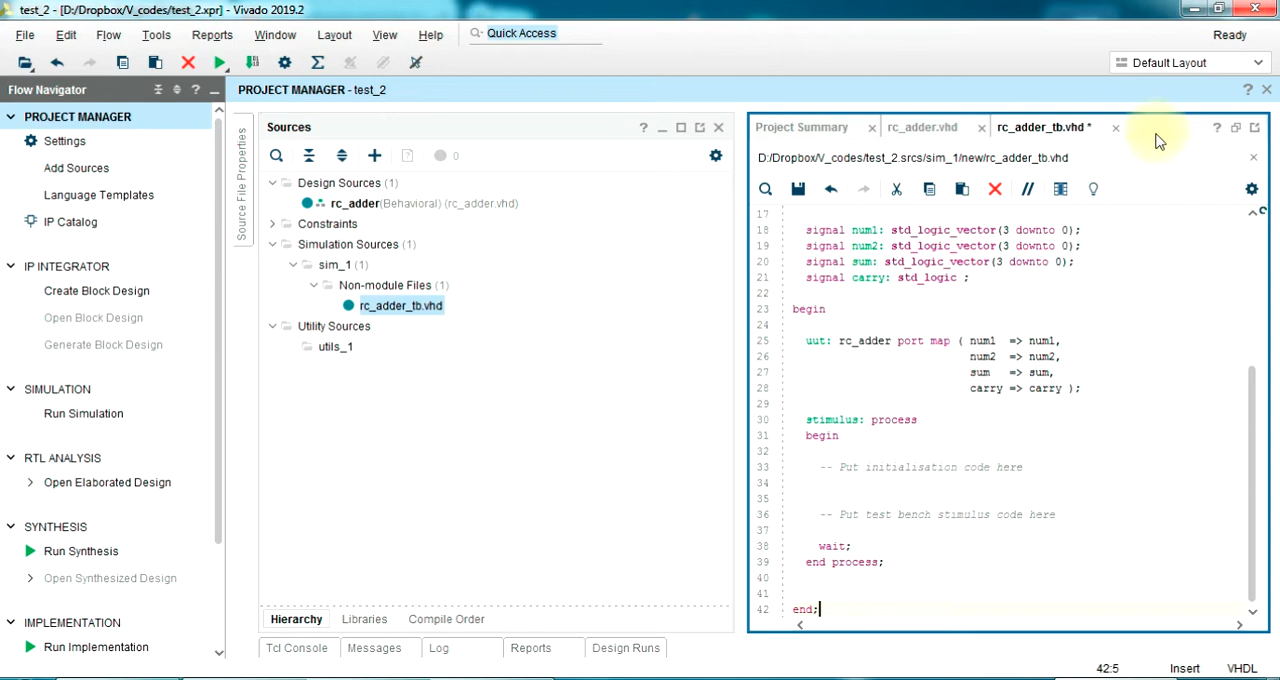 test_2 - [D:/Dropbox/V_codes/test_2.xpr] - Vivado 2019.2
File Edit Flow Tools Reports Window Layout View Help Quick Access Ready
Default Layout
Flow Navigator
PROJECT MANAGER - test_2
PROJECT MANAGER
Settings
Add Sources
Language Templates
IP Catalog
IP INTEGRATOR
Create Block Design
Open Block Design
Generate Block Design
SIMULATION
Run Simulation
RTL ANALYSIS
Open Elaborated Design
SYNTHESIS
Run Synthesis
Open Synthesized Design
IMPLEMENTATION
Run Implementation
Source File Properties
Sources
0
Design Sources (1)
rc_adder(Behavioral) (rc_adder.vhd)
Constraints
Simulation Sources (1)
sim_1 (1)
Non-module Files (1)
rc_adder_tb.vhd
Utility Sources
utils_1
Hierarchy Libraries Compile Order
Tcl Console Messages Log Reports Design Runs
Project Summary rc_adder.vhd rc_adder_tb.vhd *
D:/Dropbox/V_codes/test_2.srcs/sim_1/new/rc_adder_tb.vhd
17
18 signal num1: std_logic_vector(3 downto 0);
19 signal num2: std_logic_vector(3 downto 0);
20 signal sum: std_logic_vector(3 downto 0);
21 signal carry: std_logic ;
22
23 begin
24
25 uut: rc_adder port map ( num1 => num1,
26 num2 => num2,
27 sum => sum,
28 carry => carry );
29
30 stimulus: process
31 begin
32
33 -- Put initialisation code here
34
35
36 -- Put test bench stimulus code here
37
38 wait;
39 end process;
40
41
42 end;
42:5 Insert VHDL